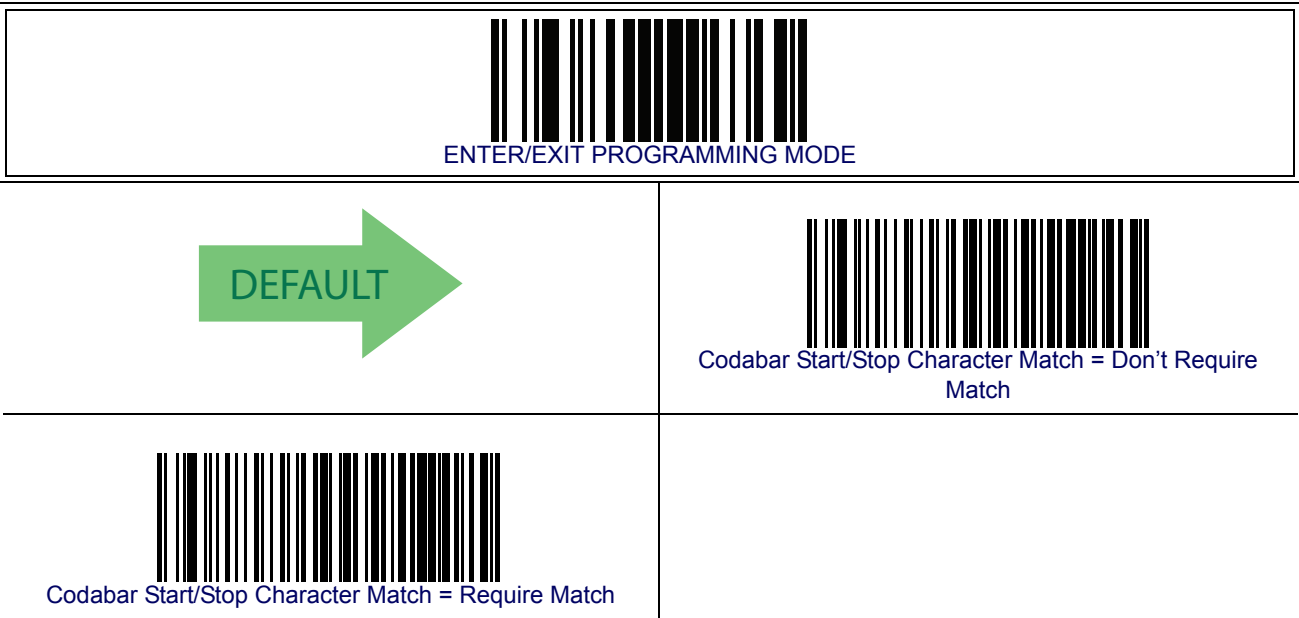 ENTER/EXIT PROGRAMMING MODE
DEFAULT
Codabar Start/Stop Character Match = Don’t Require
Match
Codabar Start/Stop Character Match = Require Match